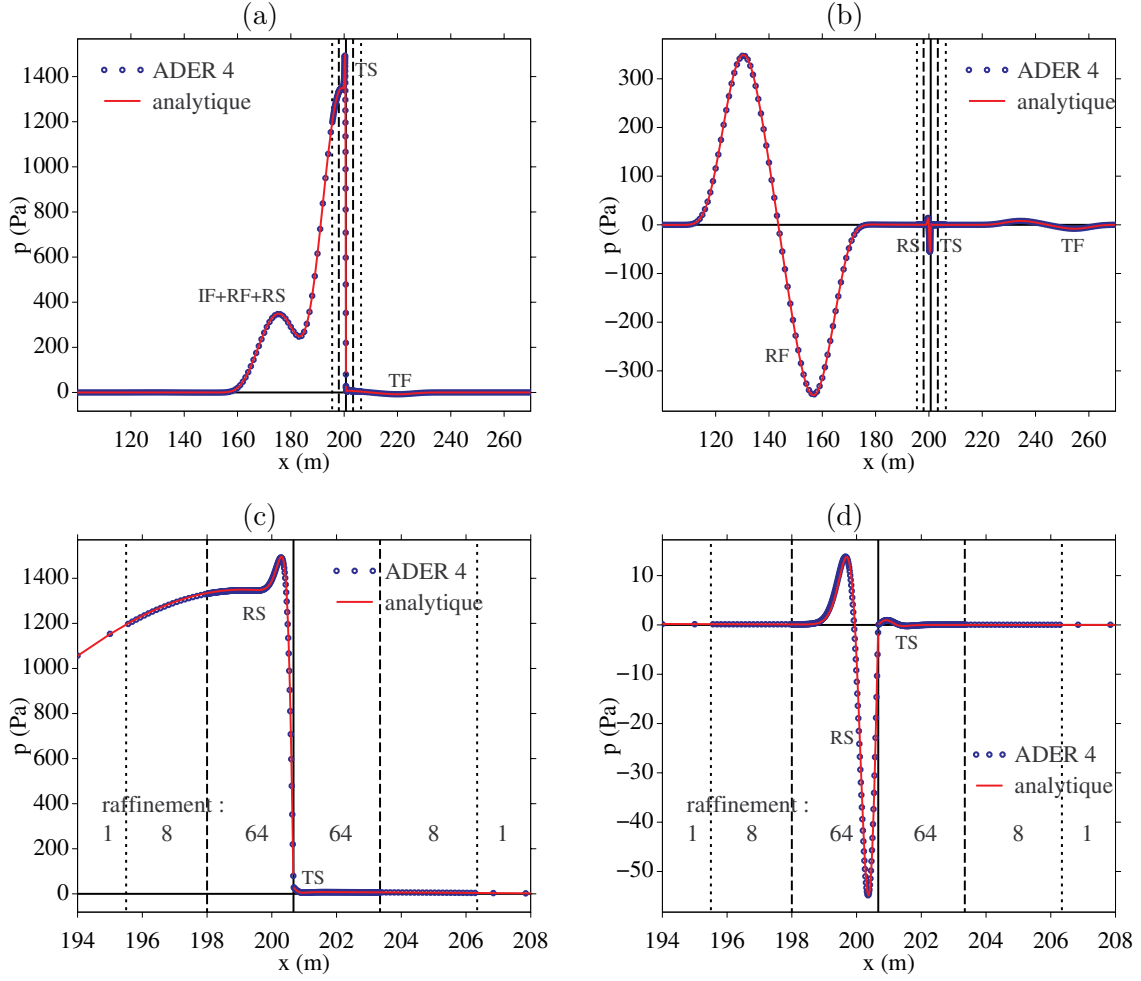 (a)
1400
1200
1000
800
600
400
200
0
p (Pa)
ADER 4
analytique
TS
IF+RF+RS
TF
120 140 160 180 200 220 240 260
x (m)
(b)
300
200
100
0
−100
−200
−300
p (Pa)
ADER 4
analytique
RS
TS
TF
RF
120 140 160 180 200 220 240 260
x (m)
(c)
1400
1200
1000
800
600
400
200
0
p (Pa)
ADER 4
analytique
RS
raffinement :
1 8 64 64 8 1
TS
194 196 198 200 202 204 206 208
x (m)
(d)
10
0
−10
−20
−30
−40
−50
p (Pa)
TS
RS
ADER 4
analytique
raffinement :
1 8 64 64 8 1
194 196 198 200 202 204 206 208
x (m)